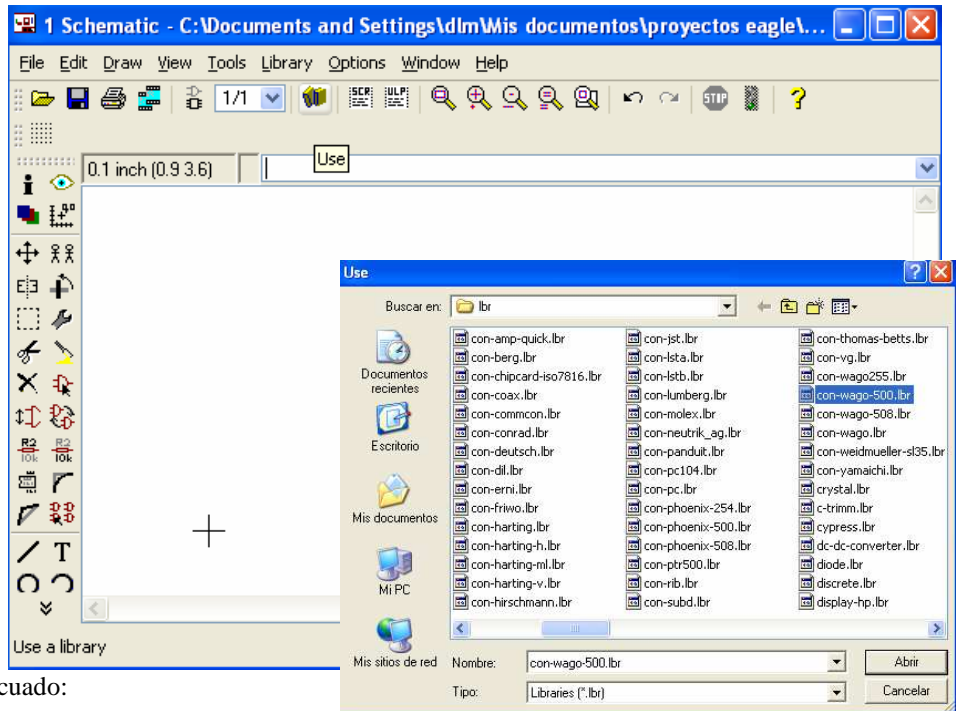 1 Schematic - C:\Documents and Settings\dlm\Mis documentos\proyectos eagle\...
File Edit Draw View Tools Library Options Window Help
1/1
SCR
ULP
STOP
0.1 inch (0.9 3.6)
Use
R2
10k
R2
10k
T
Use a library
cuado:
Use
Buscar en:
lbr
Documentos recientes
Escritorio
Mis documentos
Mi PC
Mis sitios de red
con-amp-quick.lbr
con-berg.lbr
con-chipcard-iso7816.lbr
con-coax.lbr
con-commcon.lbr
con-conrad.lbr
con-deutsch.lbr
con-dil.lbr
con-erni.lbr
con-friwo.lbr
con-harting.lbr
con-harting-h.lbr
con-harting-ml.lbr
con-harting-v.lbr
con-hirschmann.lbr
con-jst.lbr
con-lsta.lbr
con-lstb.lbr
con-lumberg.lbr
con-molex.lbr
con-neutrik_ag.lbr
con-panduit.lbr
con-pc104.lbr
con-pc.lbr
con-phoenix-254.lbr
con-phoenix-500.lbr
con-phoenix-508.lbr
con-ptr500.lbr
con-rib.lbr
con-subd.lbr
con-thomas-betts.lbr
con-vg.lbr
con-wago255.lbr
con-wago-500.lbr
con-wago-508.lbr
con-wago.lbr
con-weidmueller-sl35.lbr
con-yamaichi.lbr
crystal.lbr
c-trimm.lbr
cypress.lbr
dc-dc-converter.lbr
diode.lbr
discrete.lbr
display-hp.lbr
Nombre:
con-wago-500.lbr
Abrir
Tipo:
Libraries (*.lbr)
Cancelar